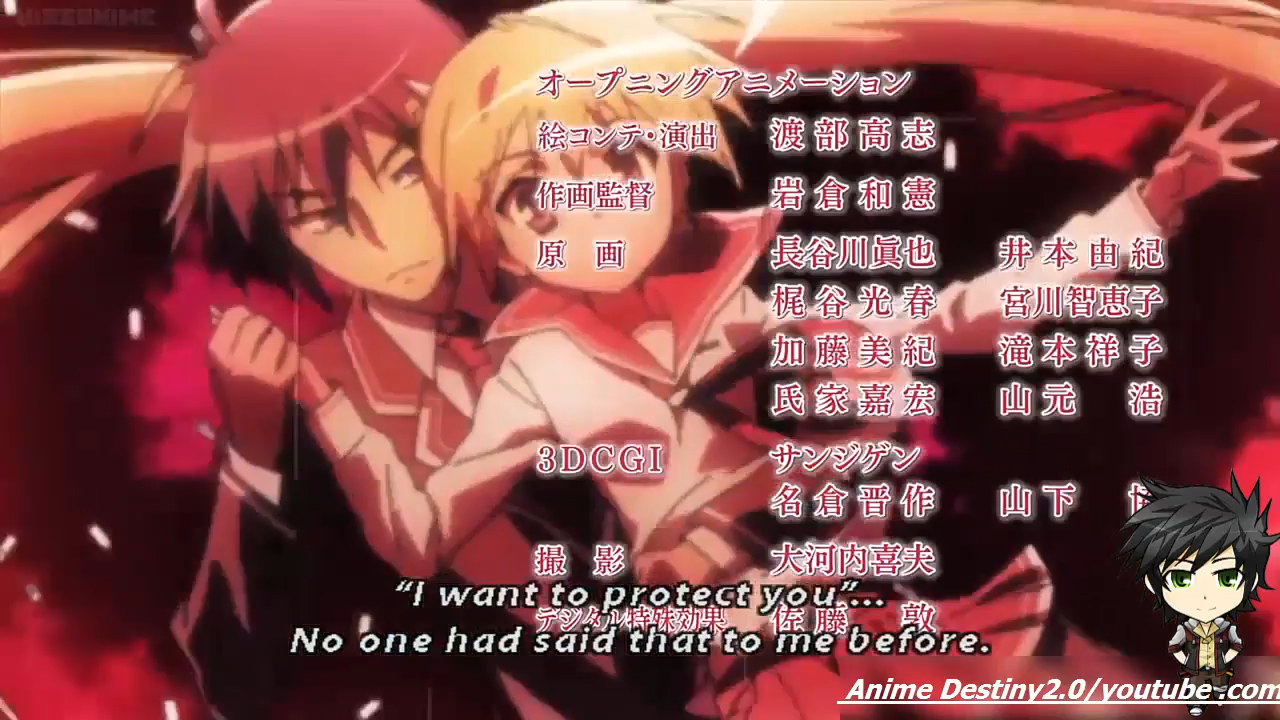 オープニングアニメーション
絵コンテ・演出 渡部高志
作画監督 岩倉和憲
原 画 長谷川眞也 井本由紀
梶谷光春 宮川智恵子
加藤美紀 滝本祥子
氏家嘉宏 山元 浩
3DCGI サンジゲン
名倉晋作 山下
撮 影 大河内喜夫
“I want to protect you”...
デジタル特殊効果 佐藤 敦
No one had said that to me before.
Anime Destiny2.0/youtube .com